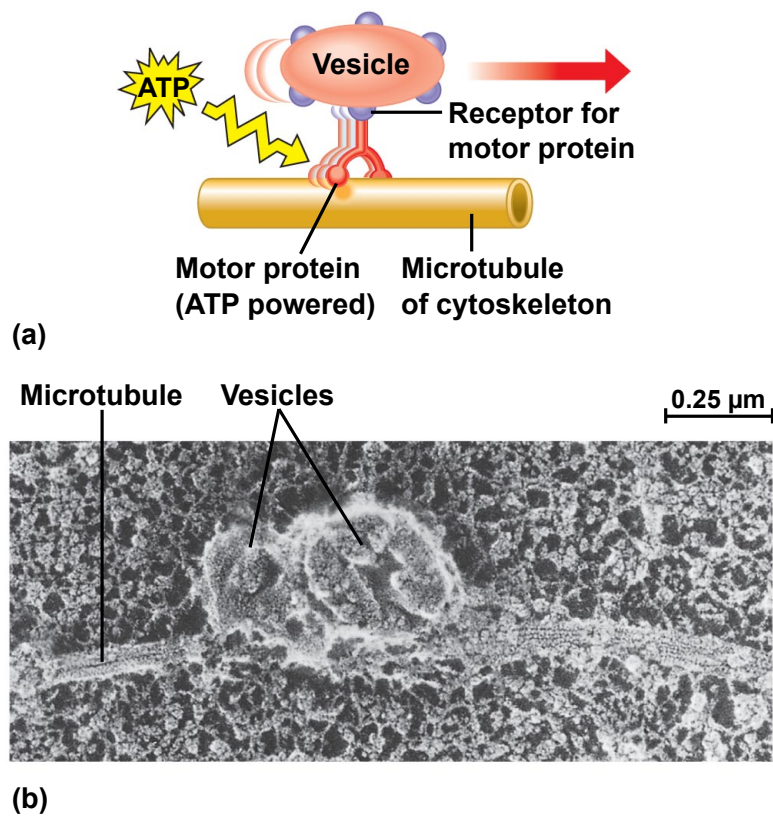 Vesicle
ATP
Receptor for
motor protein
Motor protein
(ATP powered)
Microtubule
of cytoskeleton
(a)
Microtubule
Vesicles
0.25 μm
(b)